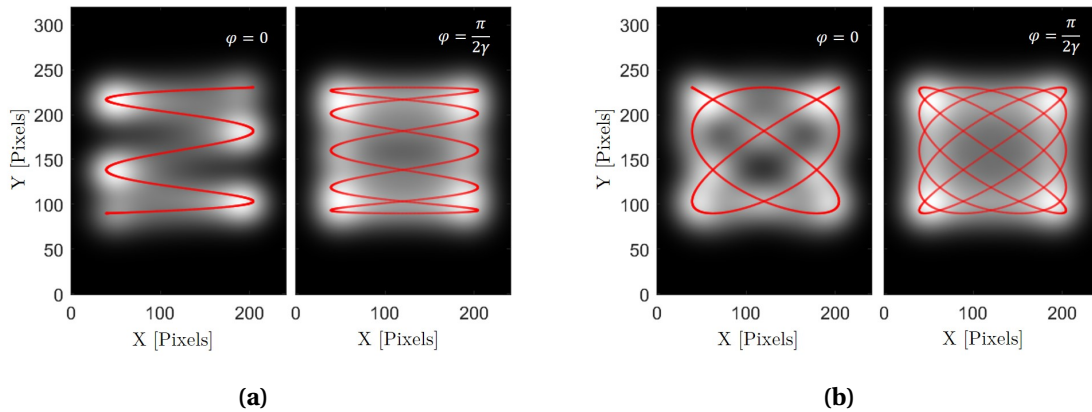 300
250
200
150
100
50
0
Y [Pixels]
φ = 0
φ = π/2γ
0 100 200
0 100 200
X [Pixels]
X [Pixels]
(a)
300
250
200
150
100
50
0
Y [Pixels]
φ = 0
φ = π/2γ
0 100 200
0 100 200
X [Pixels]
X [Pixels]
(b)